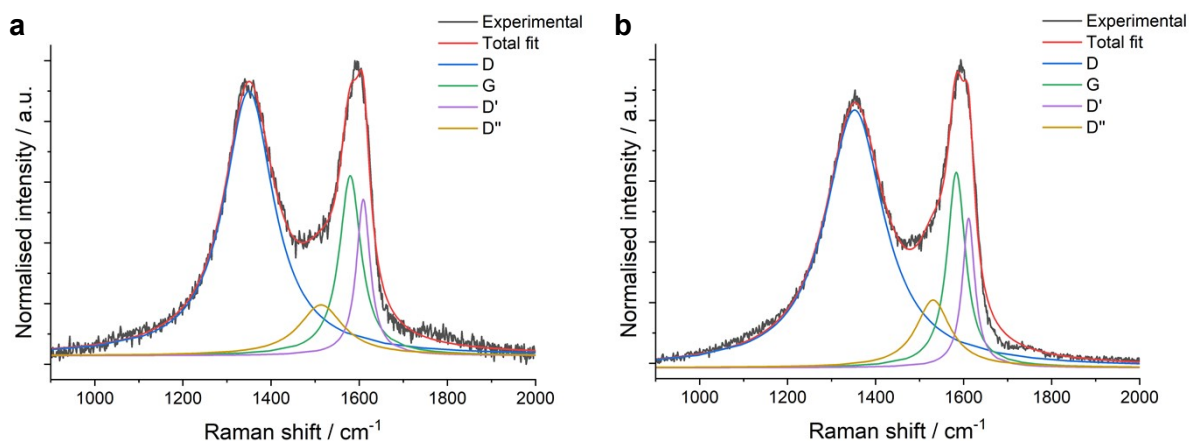 a
Experimental
Total fit
D
G
D'
D"
Normalised intensity / a.u.
1000 1200 1400 1600 1800 2000
Raman shift / cm-1
b
Experimental
Total fit
D
G
D'
D"
Normalised intensity / a.u.
1000 1200 1400 1600 1800 2000
Raman shift / cm-1